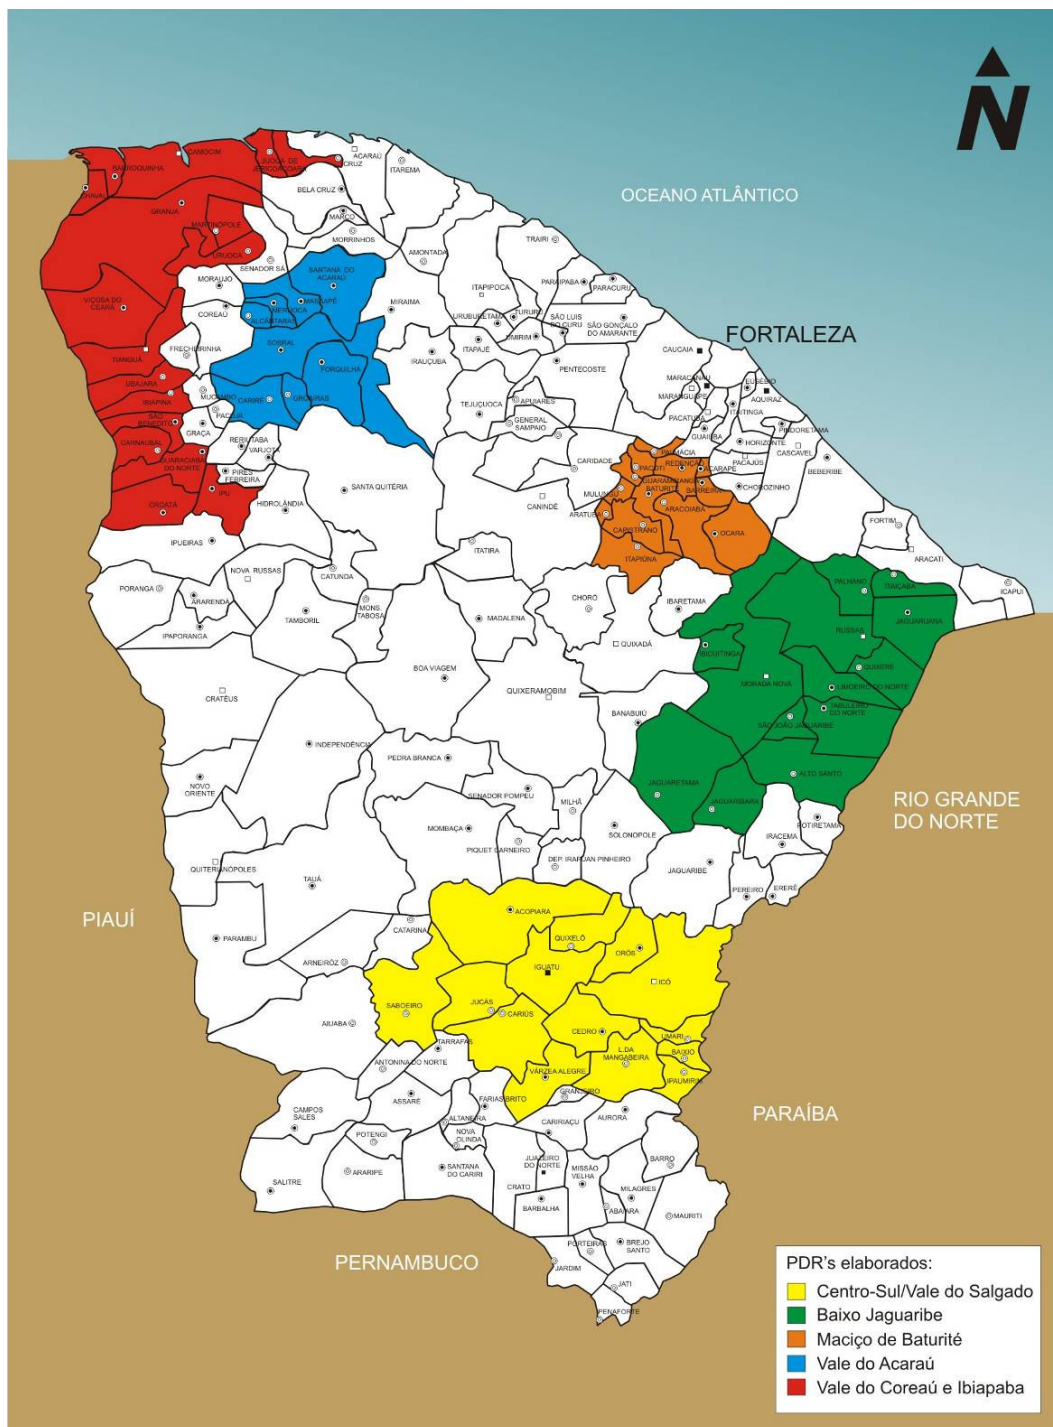 N
OCEANO ATLÂNTICO
CAMOCIM
BARROQUINHA
CHAVAL
JIJOCA DE
JERICOACOARA
CRUZ
ACARAÚ
ITAREMA
GRANJA
BELA CRUZ
MARCO
MARTINÓPOLE
MORRINHOS
URUOCA
SENADOR SÁ
AMONTADA
TRAIRI
SANTANA DO
ACARAÚ
MORAUJO
PARAIPABA
PARACURU
ITAPIPOCA
VIÇOSA DO
CEARÁ
COREAÚ
MERUOCA
MASSAPÊ
ALCÂNTARAS
MIRAIMA
URUBURETAMA
TURURU
SÃO LUIS
DO CURU
SÃO GONÇALO
DO AMARANTE
UMIRIM
FORTALEZA
TIANGUÁ
FRECHEIRINHA
SOBRAL
FORQUILHA
IRAUÇUBA
ITAPAJÉ
PENTECOSTE
CAUCAIA
UBAJARA
MARACANAÚ
MARANGUAPE
EUSÉBIO
AQUIRAZ
IBIAPINA
MUCAMBO
PACUJA
CARIRÉ
GROAÍRAS
TEJUÇUOCA
APUIARES
PACATUBA
ITAITINGA
SÃO
BENEDITO
GRAÇA
GENERAL
SAMPAIO
GUAIUBA
PINDORETAMA
HORIZONTE
CASCAVEL
CARNAUBAL
RERIUTABA
VARJOTA
PALMÁCIA
PACAJÚS
BEBERIBE
GUARACIABA
DO NORTE
PIRES
FERREIRA
CARIDADE
PACOTI
REDENÇÃO
ACARAPE
GUARAMIRANGA
BATURITÉ
BARREIRA
CHOROZINHO
IPU
SANTA QUITÉRIA
MULUNGU
CROATÁ
HIDROLÂNDIA
CANINDÉ
ARATUBA
ARACOIABA
FORTIM
IPUEIRAS
CAPISTRANO
OCARA
ITATIRA
ITAPIÚNA
ARACATI
NOVA RUSSAS
CATUNDA
PORANGA
ARARENDÁ
MONS.
TABOSA
CHORÓ
IBARETAMA
PALHANO
ITAIÇABA
ICAPUI
TAMBORIL
MADALENA
JAGUARUANA
IPAPORANGA
RUSSAS
QUIXADÁ
IBICUITINGA
BOA VIAGEM
QUIXERÉ
CRATÉUS
QUIXERAMOBIM
MORADA NOVA
LIMOEIRO DO NORTE
TABULEIRO
DO NORTE
BANABUIÚ
SÃO JOÃO JAGUARIBE
INDEPENDÊNCIA
PEDRA BRANCA
ALTO SANTO
NOVO
ORIENTE
SENADOR POMPEU
JAGUARETAMA
JAGUARIBARA
MILHÃ
RIO GRANDE
DO NORTE
POTIRETAMA
MOMBAÇA
SOLONOPOLE
IRACEMA
PIQUET CARNEIRO
DEP. IRAPUAN PINHEIRO
QUITERIANÓPOLES
JAGUARIBE
TAUÁ
PEREIRO
ERERÊ
ACOPIARA
PIAUÍ
CATARINA
PARAMBU
QUIXELÔ
ORÓS
ARNEIRÓZ
IGUATU
ICÓ
SABOEIRO
JUCÁS
CARIÚS
AIUABA
CEDRO
UMARI
TARRAFAS
BAIXIO
L.DA
MANGABEIRA
ANTONINA DO NORTE
VÁRZEA ALEGRE
IPAUMIRIM
GRANJEIRO
ASSARÉ
FARIAS BRITO
CAMPOS
SALES
ALTANEIRA
AURORA
PARAÍBA
CARIRIAÇU
POTENGI
NOVA
OLINDA
JUAZEIRO
DO NORTE
ARARIPE
SANTANA
DO CARIRI
MISSÃO
VELHA
BARRO
SALITRE
CRATO
MILAGRES
BARBALHA
ABAIARA
MAURITI
PERNAMBUCO
PORTEIRAS
BREJO
SANTO
JARDIM
JATI
PENAFORTE
PDR's elaborados:
Centro-Sul/Vale do Salgado
Baixo Jaguaribe
Maciço de Baturité
Vale do Acaraú
Vale do Coreaú e Ibiapaba